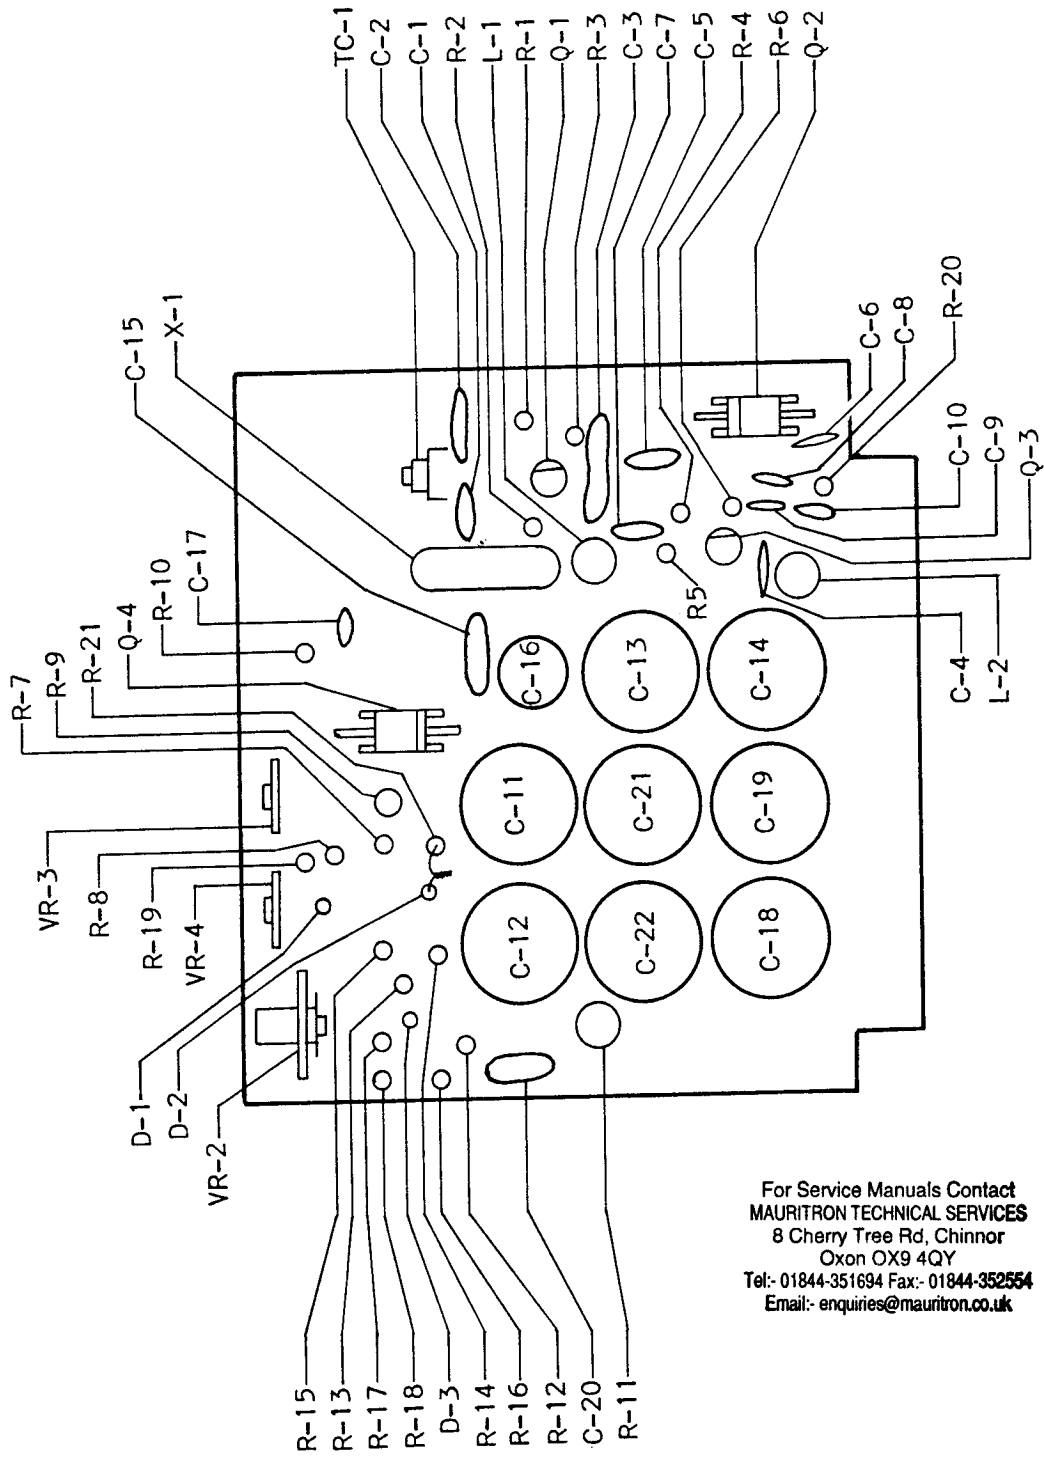 TC-1
C-2
C-1
R-2
L-1
R-1
Q-1
R-3
C-3
C-7
C-5
R-4
R-6
Q-2
C-15
X-1
C-6
C-8
R-20
C-10
C-9
Q-3
C-17
R-10
Q-4
R-21
R-9
R-7
R5
C-4
L-2
C-16
C-13
C-14
C-11
C-21
C-19
C-12
C-22
C-18
VR-3
R-8
R-19
VR-4
D-1
D-2
VR-2
R-15
R-13
R-17
R-18
D-3
R-14
R-16
R-12
C-20
R-11
For Service Manuals Contact
MAURITRON TECHNICAL SERVICES
8 Cherry Tree Rd, Chinnor
Oxon OX9 4QY
Tel:- 01844-351694 Fax:- 01844-352554
Email:- enquiries@mauritron.co.uk